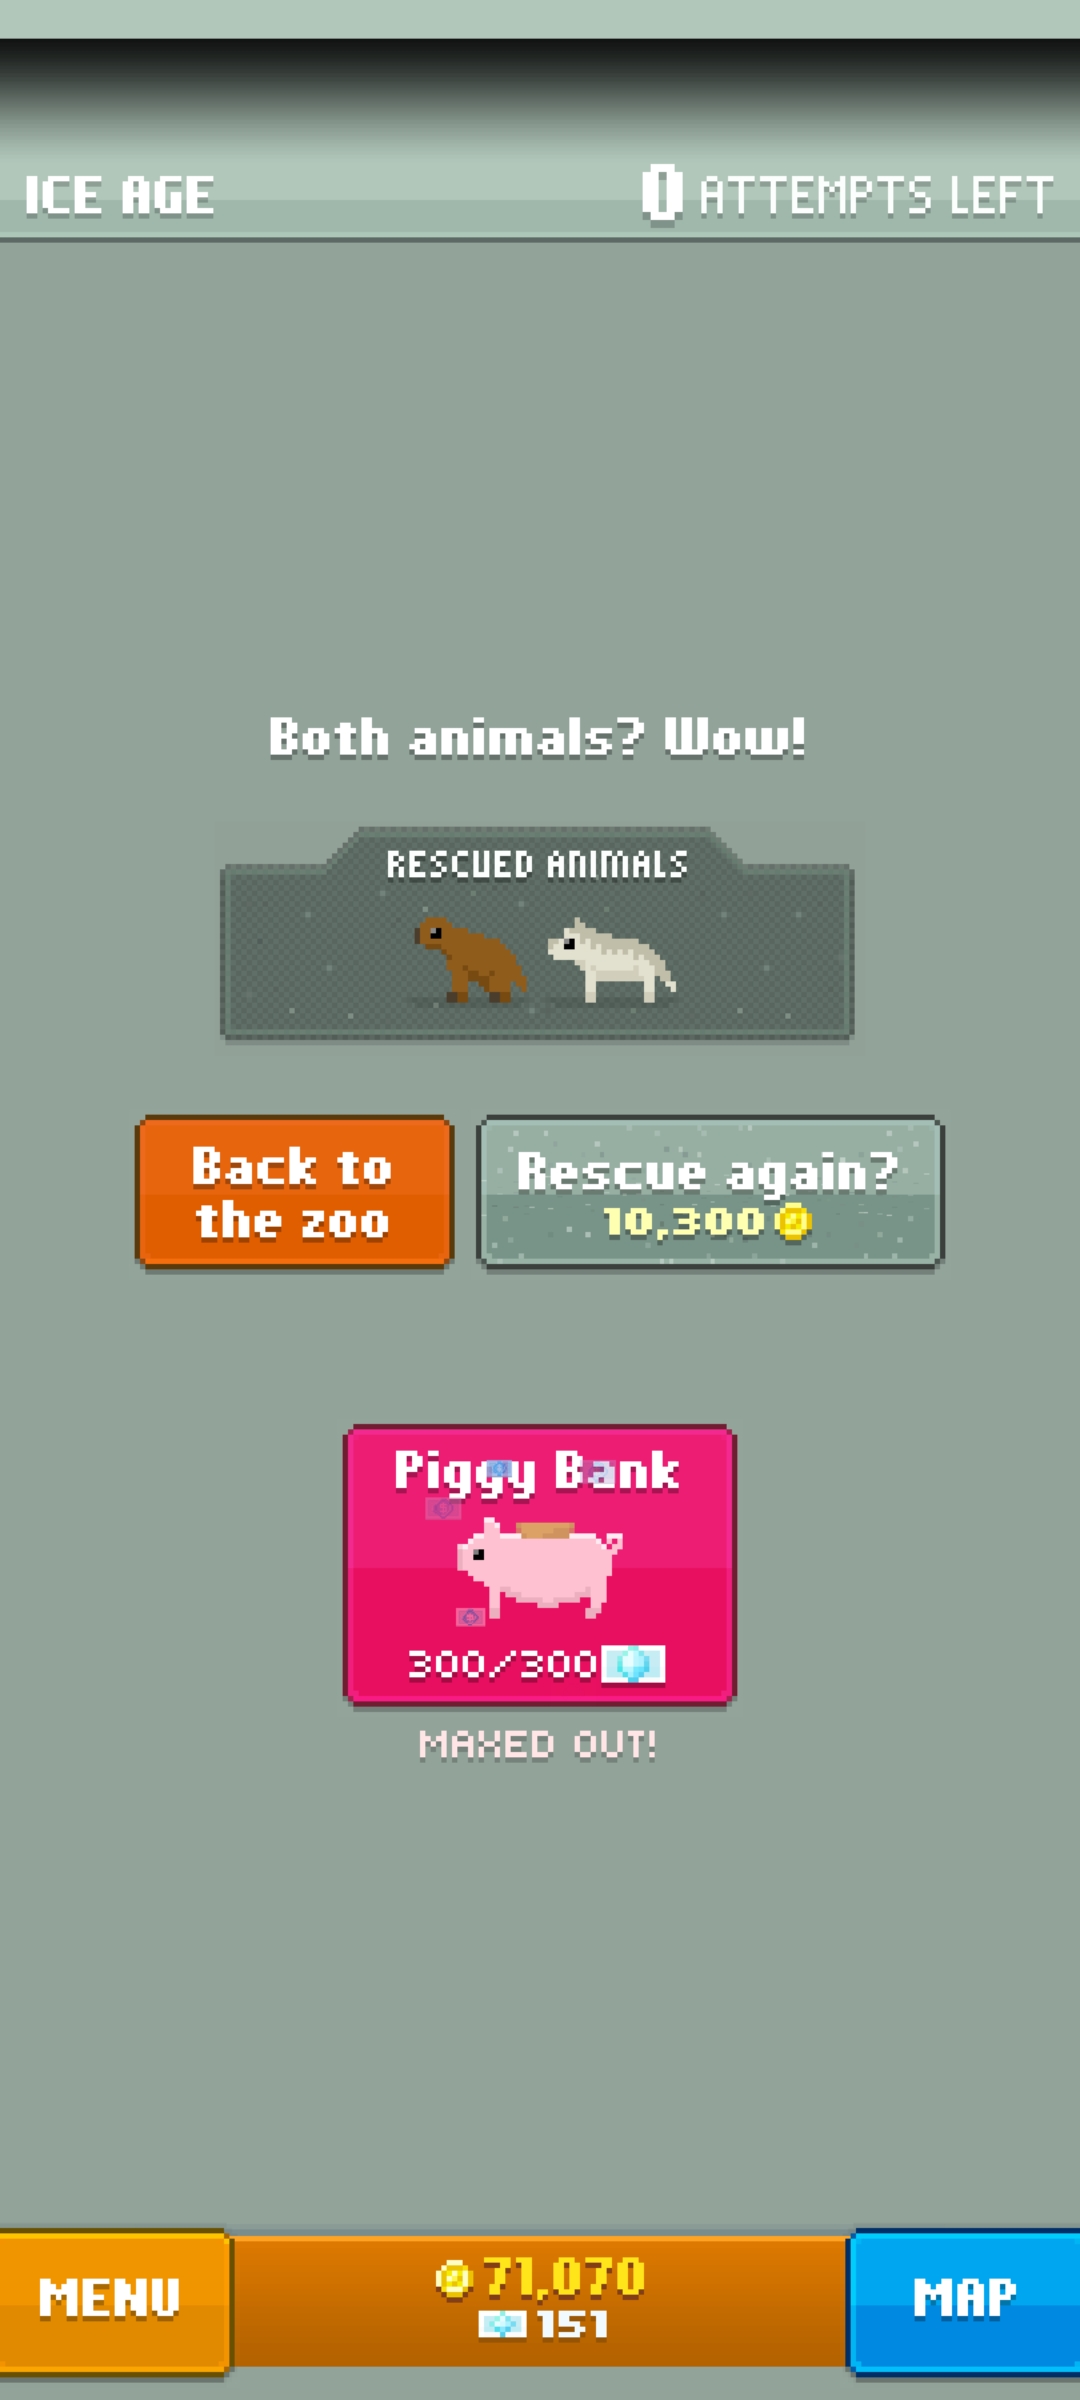 ICE AGE
0 ATTEMPTS LEFT
Both animals? Wow!
RESCUED ANIMALS
Back to
the zoo
Rescue again?
10,300
Piggy Bank
300/300
MAXED OUT!
MENU
71,070
151
MAP